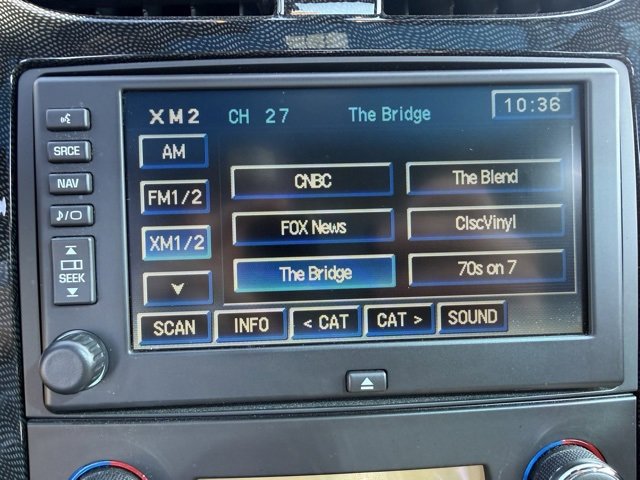 XM2 CH 27 The Bridge 10:36
AM
CNBC The Blend
FM1/2
FOX News ClscVinyl
XM1/2
The Bridge 70s on 7
SCAN INFO < CAT CAT > SOUND
SRCE
NAV
SEEK